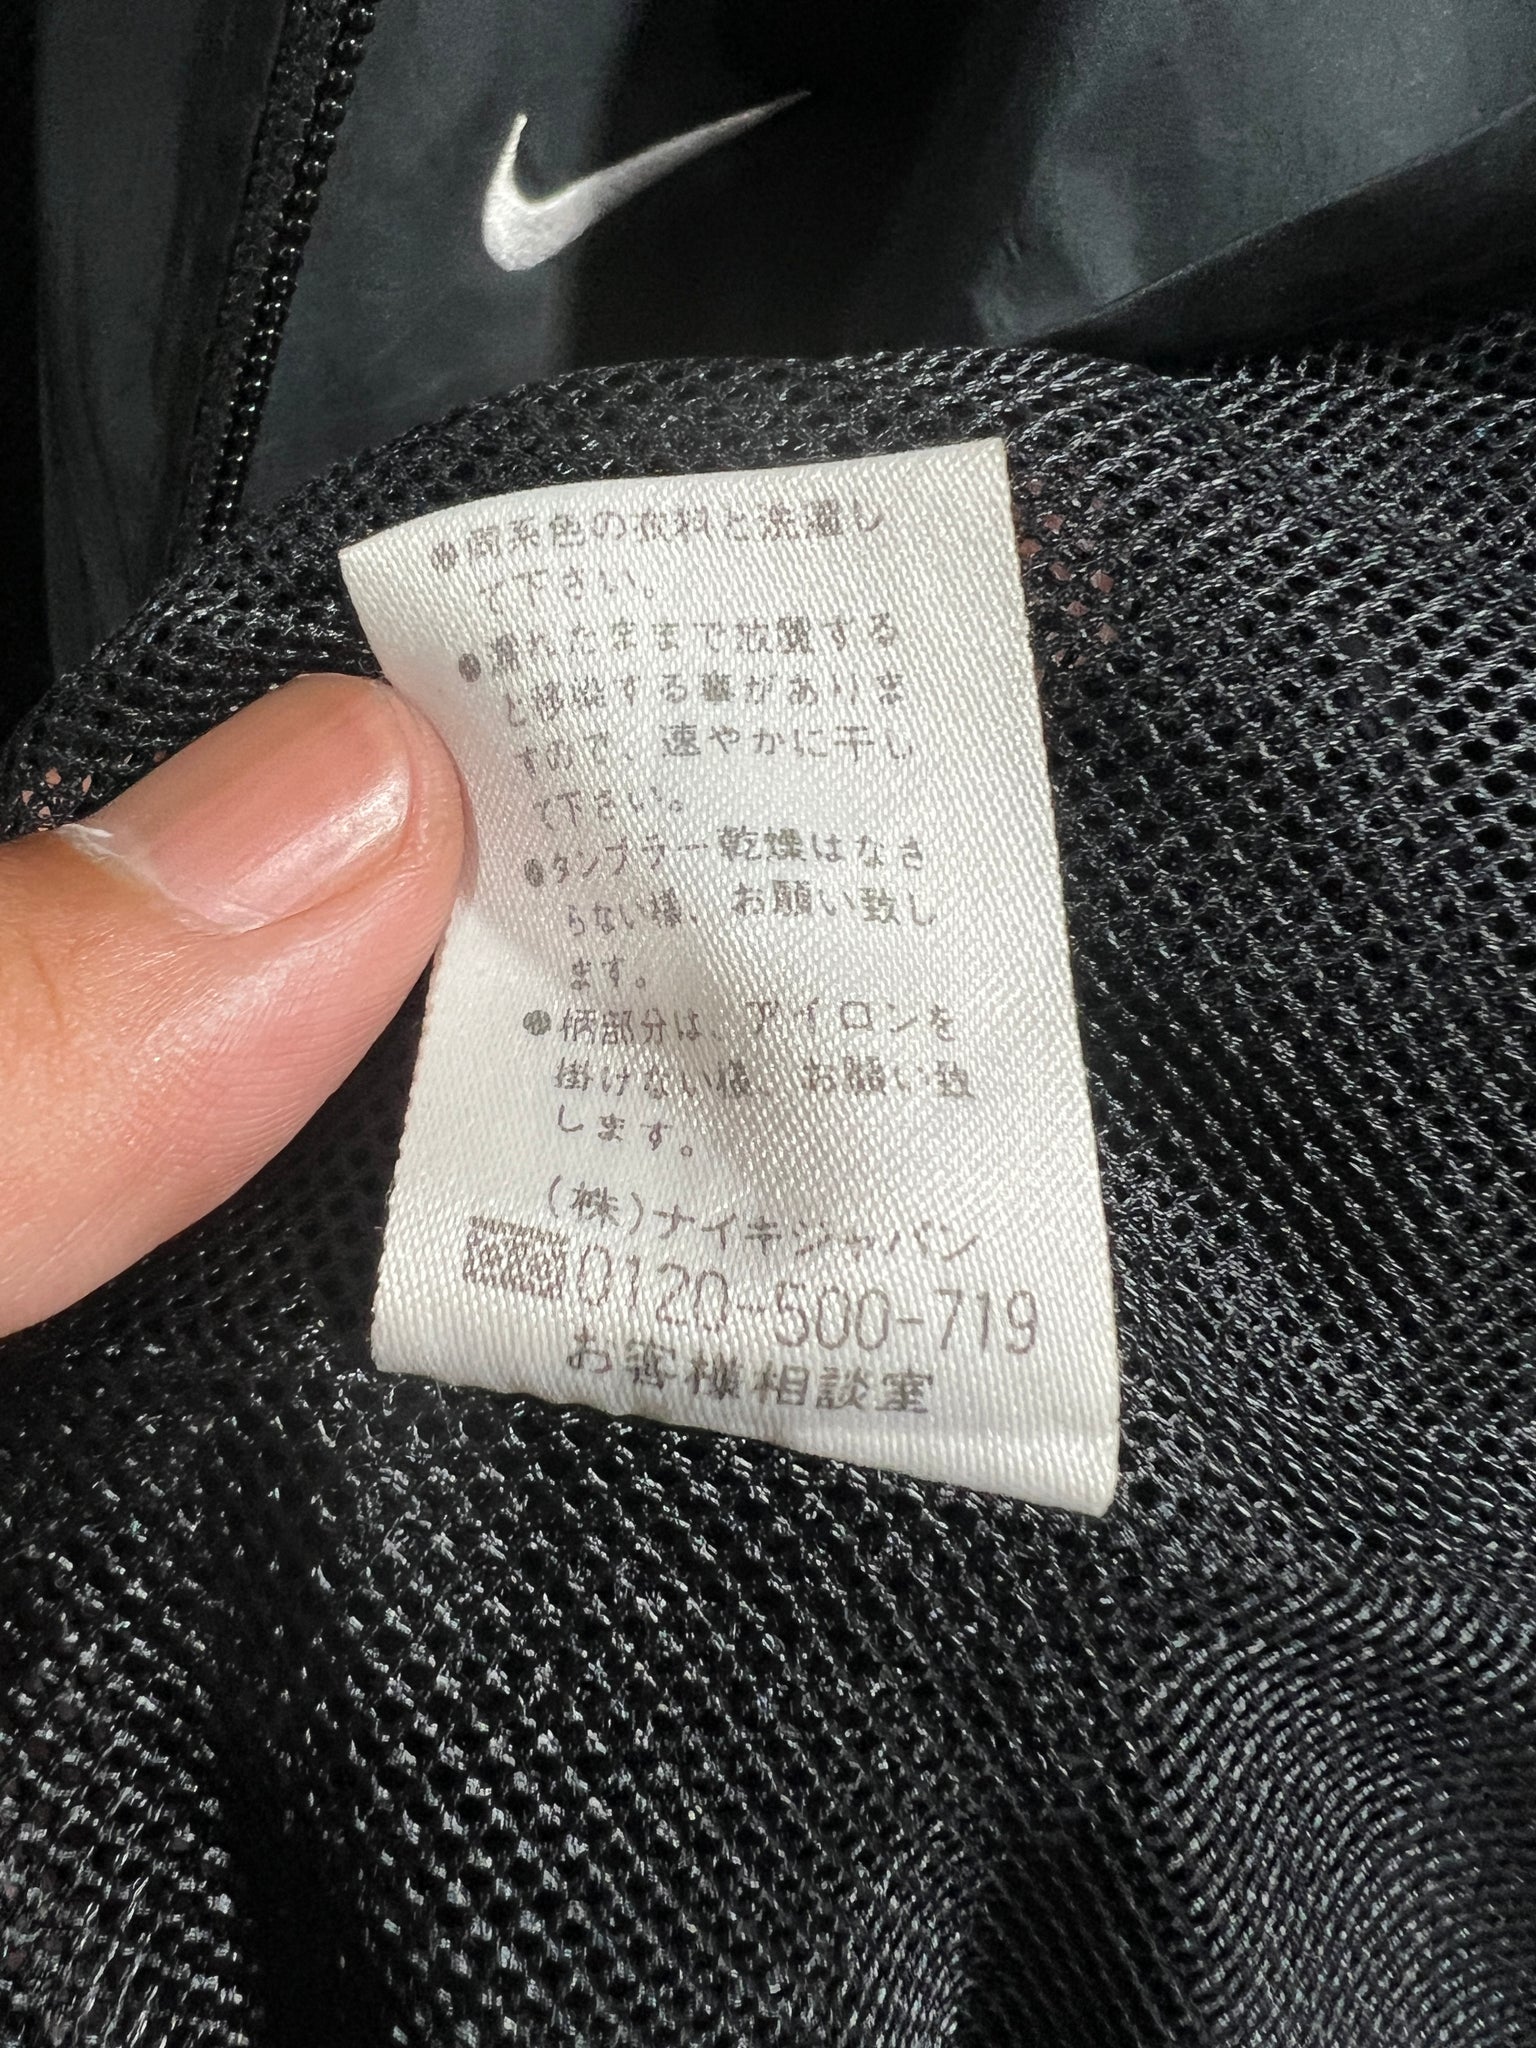 ●同系色の衣料と洗濯し
て下さい。
●濡れたままで放置する
と移染する事がありま
すので、速やかに干し
て下さい。
●タンブラー乾燥はなさ
らない様、お願い致し
ます。
●柄部分は、アイロンを
掛けない様、お願い致
します。
(株)ナイキジャパン
0120-500-719
お客様相談室